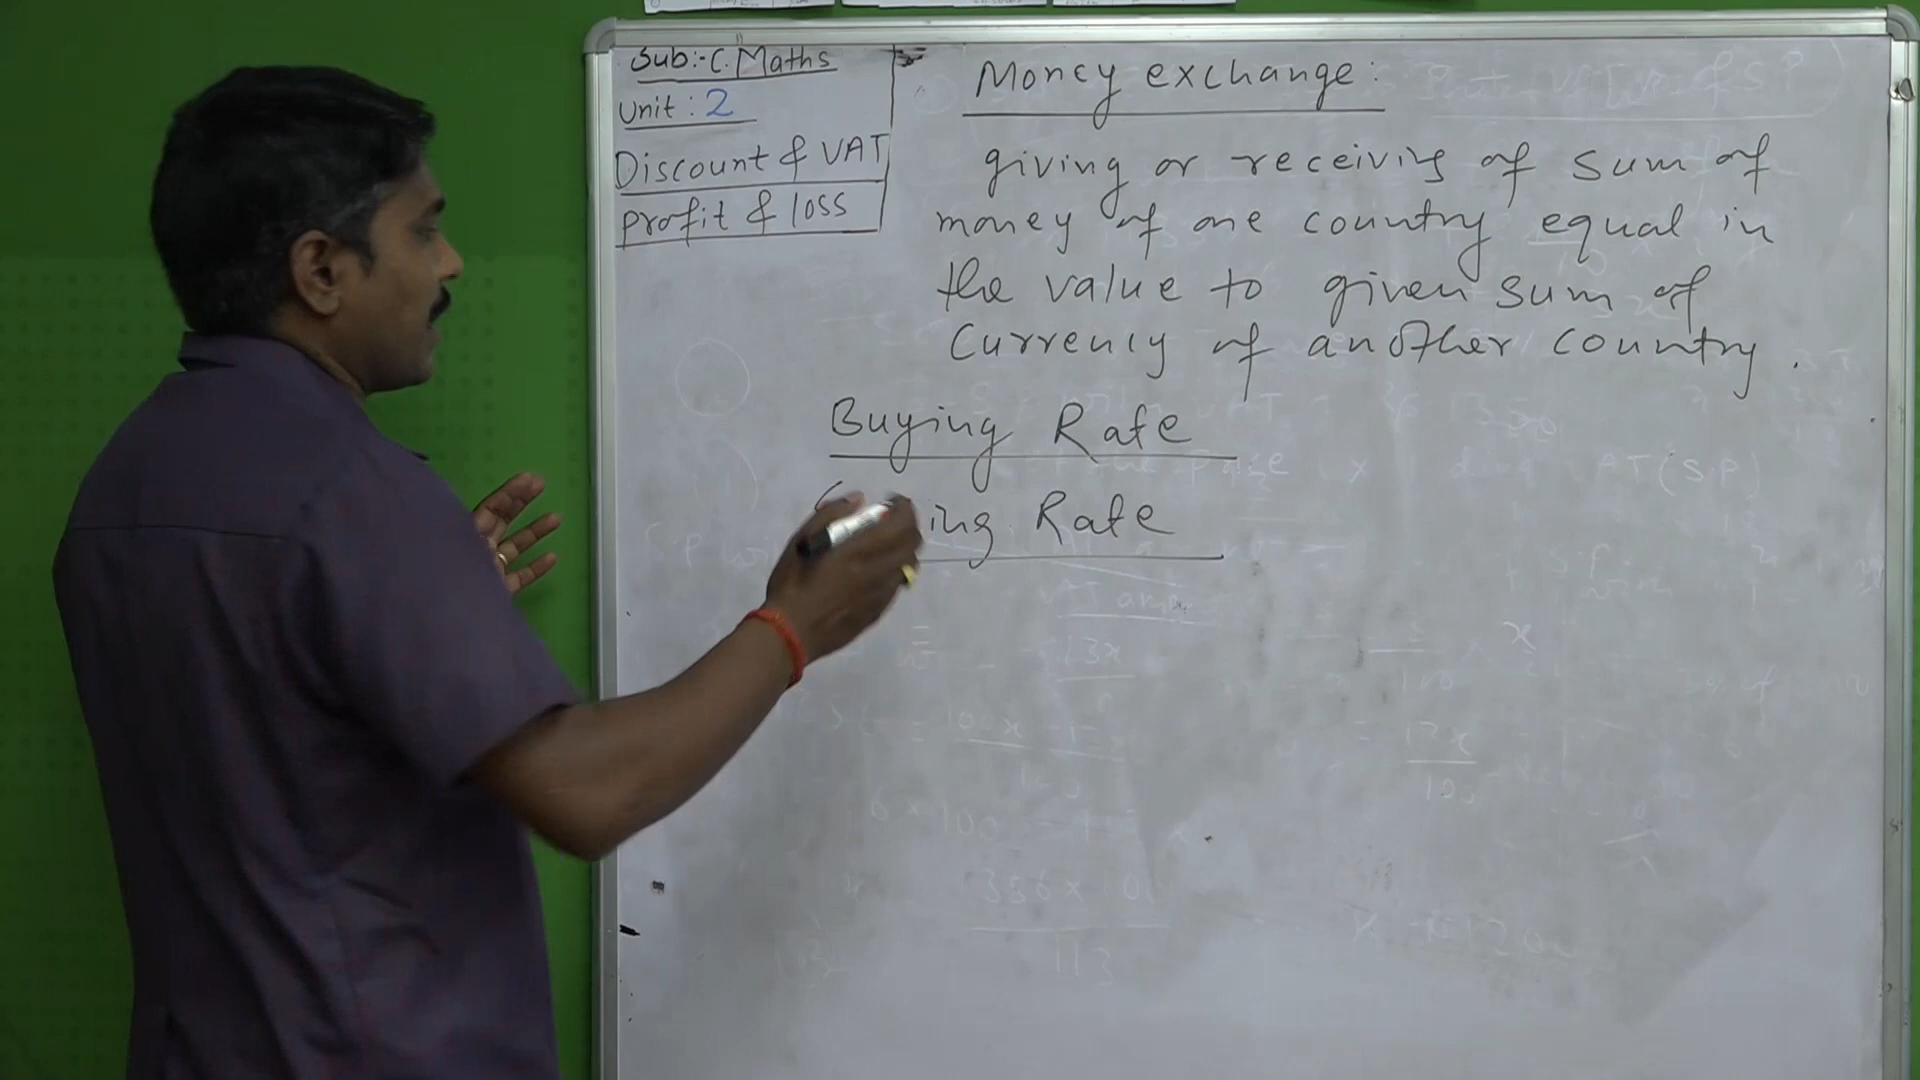 Sub:- C. Maths
Unit : 2
Discount & VAT
profit & loss
Money exchange:
giving or receiving of sum of
money of one country equal in
the value to given sum of
Currency of another country.
Buying Rate
Rate